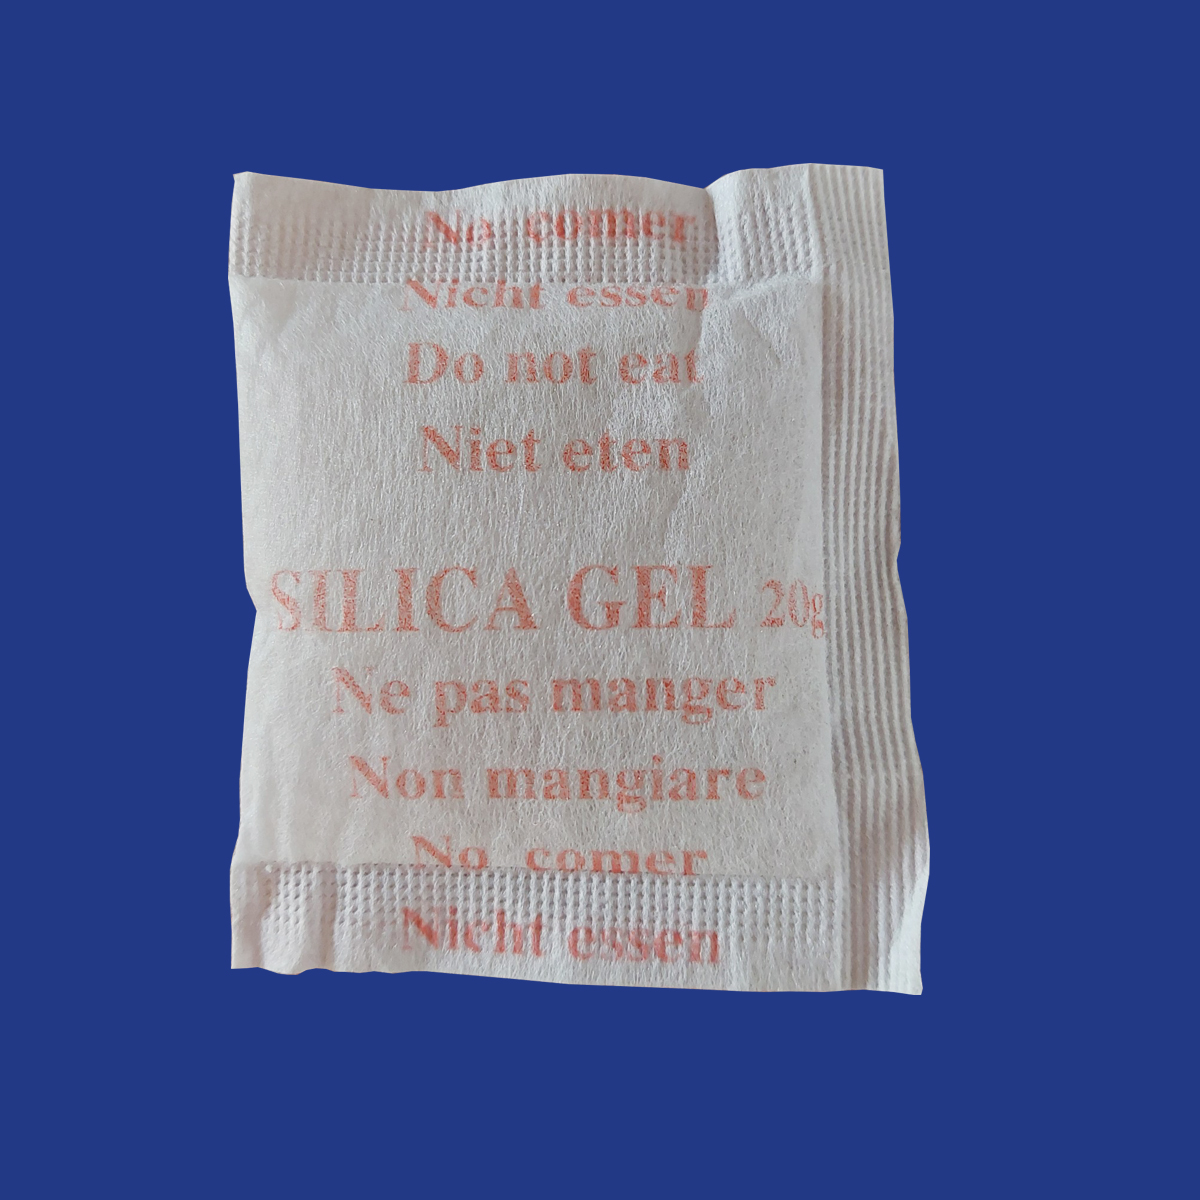 No comer
Nicht essen
Do not eat
Niet eten
SILICA GEL 20g
Ne pas manger
Non mangiare
No comer
Nicht essen